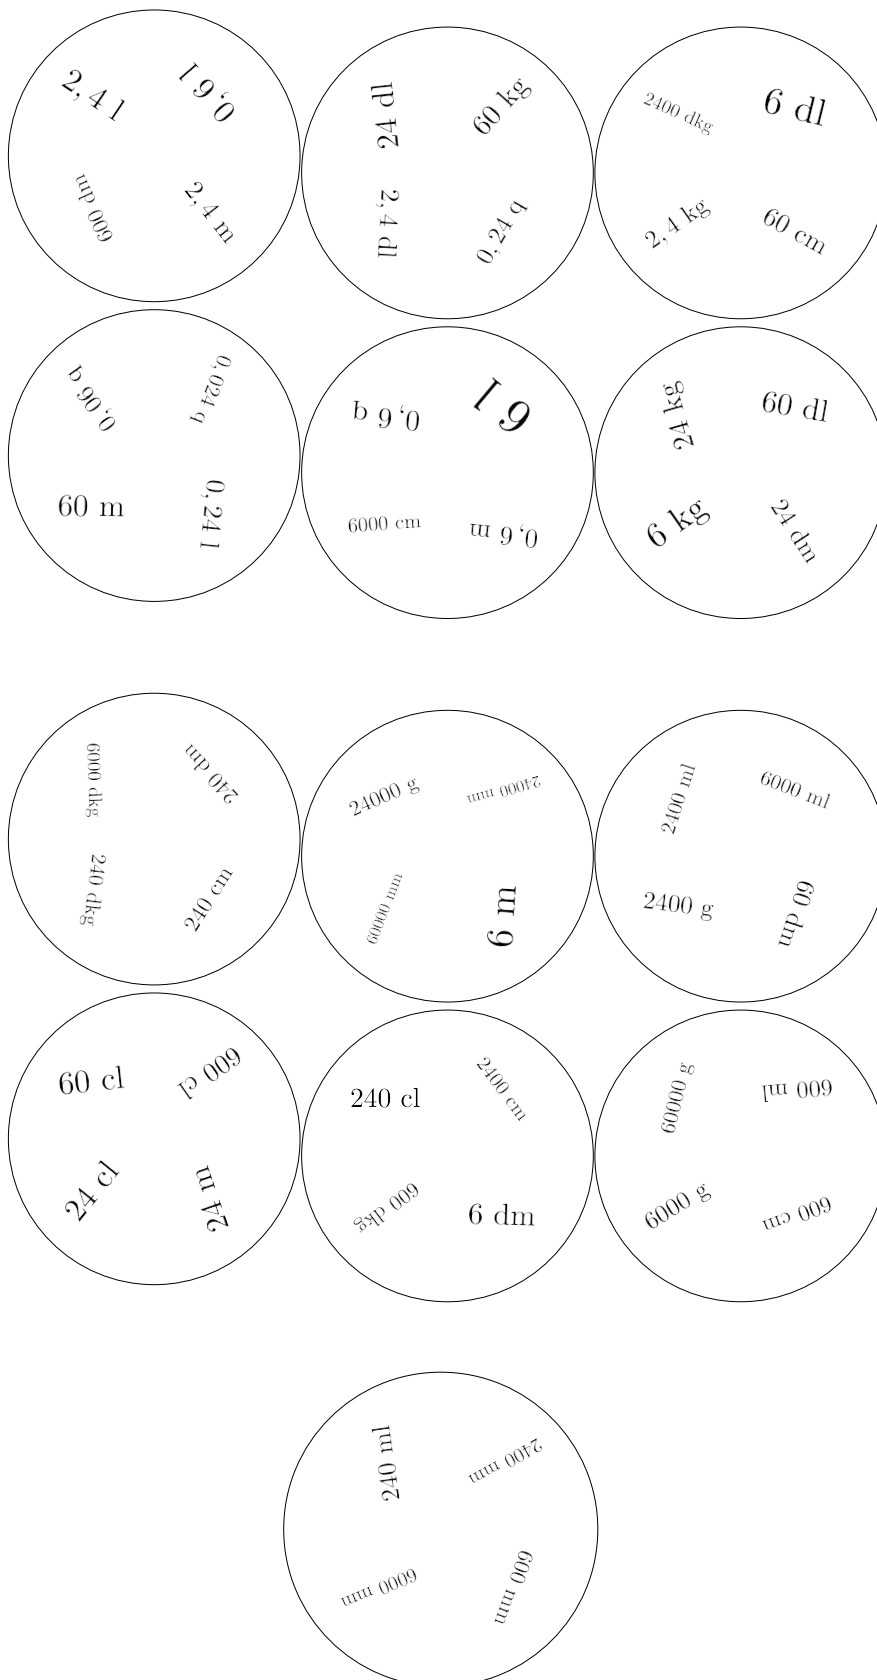 2, 4 l
0, 6 l
600 dm
2, 4 m
24 dl
60 kg
2, 4 dl
0, 24 q
2400 dkg
6 dl
2, 4 kg
60 cm
0, 06 q
0, 024 q
60 m
0, 24 l
0, 6 q
6 l
6000 cm
0, 6 m
24 kg
60 dl
6 kg
24 dm
6000 dkg
240 dm
240 dkg
240 cm
24000 g
24000 mm
60000 mm
6 m
2400 ml
6000 ml
2400 g
60 dm
60 cl
600 cl
24 cl
24 m
240 cl
2400 cm
600 dkg
6 dm
60000 g
600 ml
6000 g
600 cm
240 ml
2400 mm
6000 mm
600 mm